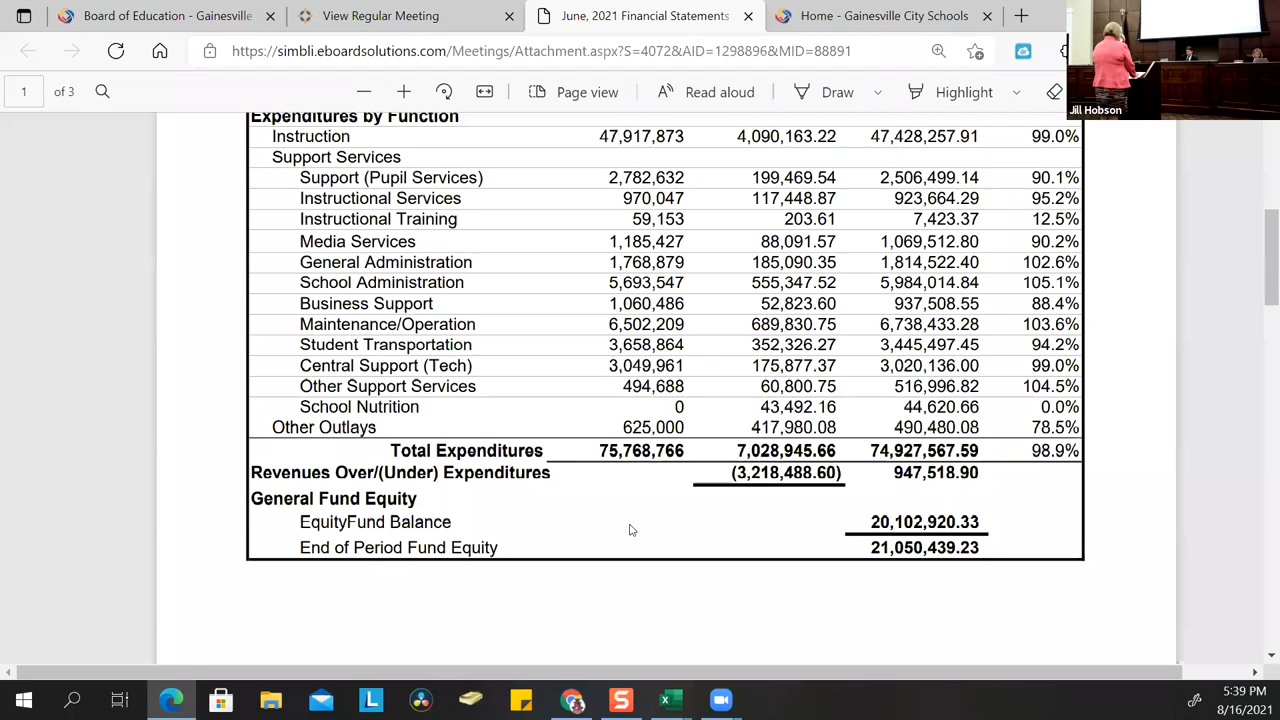 Board of Education - Gainesville
View Regular Meeting
June, 2021 Financial Statements
Home - Gainesville City Schools
https://simbli.eboardsolutions.com/Meetings/Attachment.aspx?S=4072&AID=1298896&MID=88891
1 of 3
Page view
Read aloud
Draw
Highlight
Jill Hobson
Expenditures by Function
Instruction 47,917,873 4,090,163.22 47,428,257.91 99.0%
Support Services
Support (Pupil Services) 2,782,632 199,469.54 2,506,499.14 90.1%
Instructional Services 970,047 117,448.87 923,664.29 95.2%
Instructional Training 59,153 203.61 7,423.37 12.5%
Media Services 1,185,427 88,091.57 1,069,512.80 90.2%
General Administration 1,768,879 185,090.35 1,814,522.40 102.6%
School Administration 5,693,547 555,347.52 5,984,014.84 105.1%
Business Support 1,060,486 52,823.60 937,508.55 88.4%
Maintenance/Operation 6,502,209 689,830.75 6,738,433.28 103.6%
Student Transportation 3,658,864 352,326.27 3,445,497.45 94.2%
Central Support (Tech) 3,049,961 175,877.37 3,020,136.00 99.0%
Other Support Services 494,688 60,800.75 516,996.82 104.5%
School Nutrition 0 43,492.16 44,620.66 0.0%
Other Outlays 625,000 417,980.08 490,480.08 78.5%
Total Expenditures 75,768,766 7,028,945.66 74,927,567.59 98.9%
Revenues Over/(Under) Expenditures (3,218,488.60) 947,518.90
General Fund Equity
EquityFund Balance 20,102,920.33
End of Period Fund Equity 21,050,439.23
L
S
5:39 PM
8/16/2021